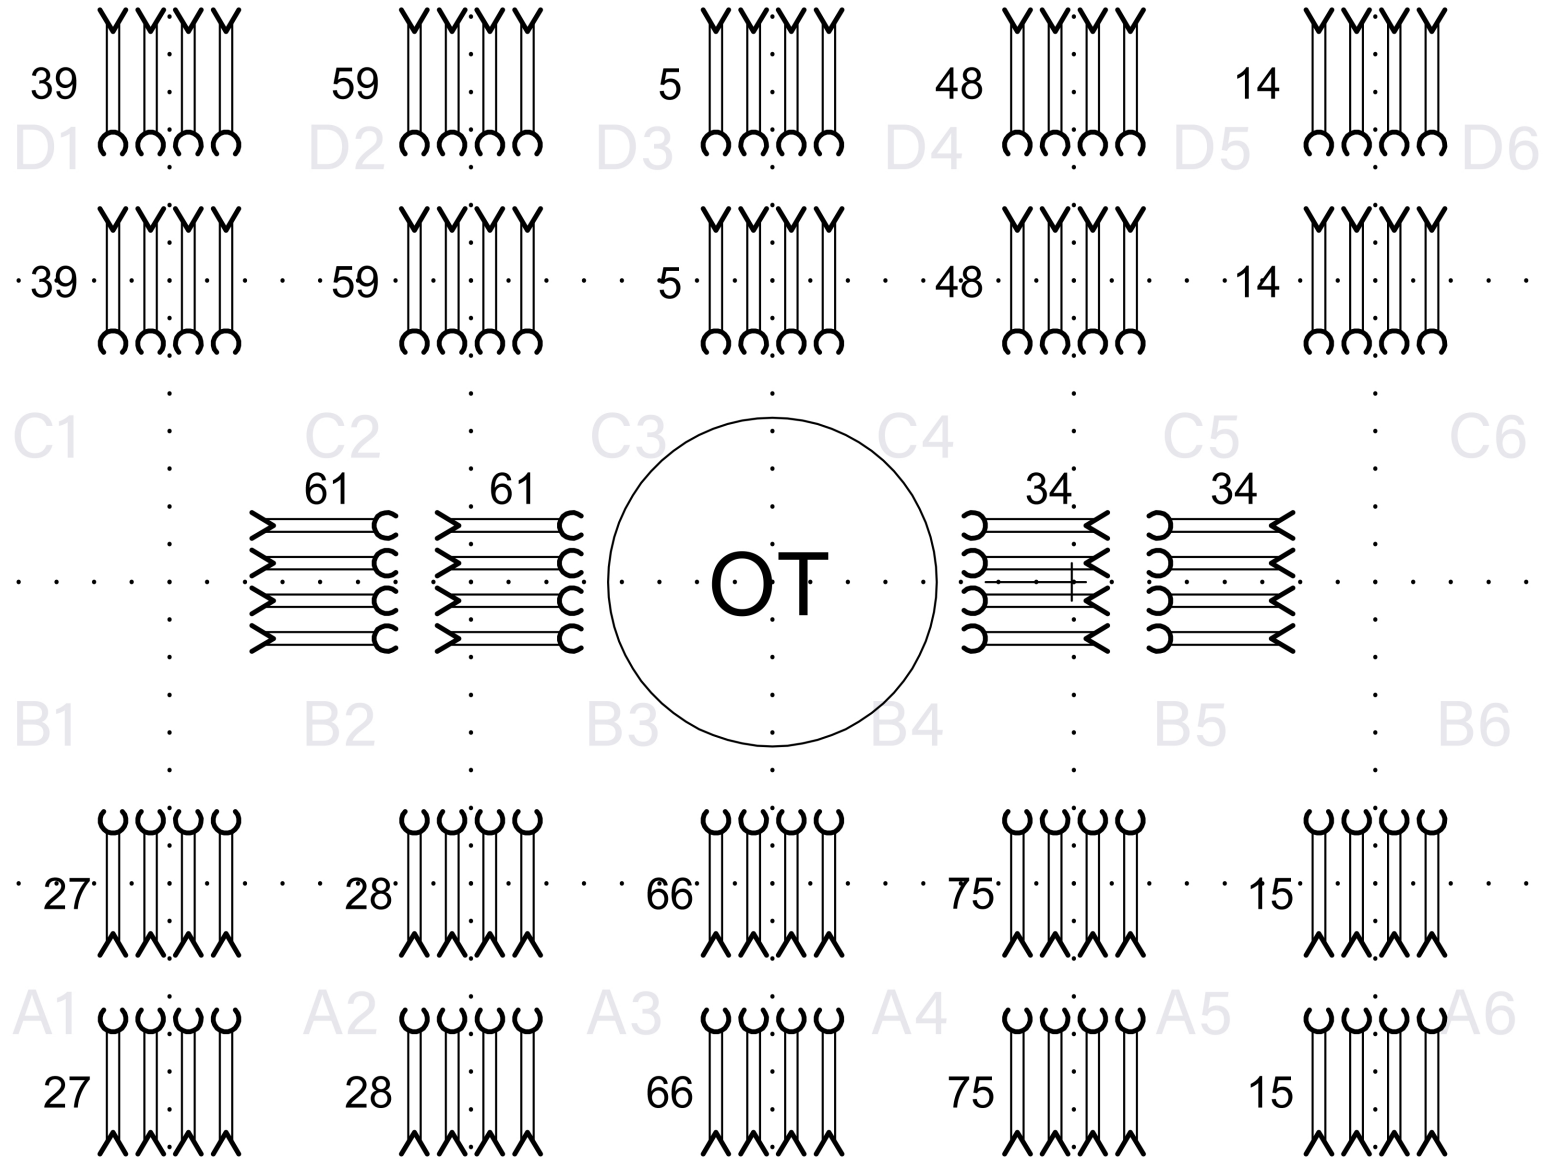 39 59 5 48 14
D1 D2 D3 D4 D5 D6
39 59 5 48 14
C1 C2 C3 C4 C5 C6
61 61 34 34
OT
B1 B2 B3 B4 B5 B6
27 28 66 75 15
A1 A2 A3 A4 A5 A6
27 28 66 75 15